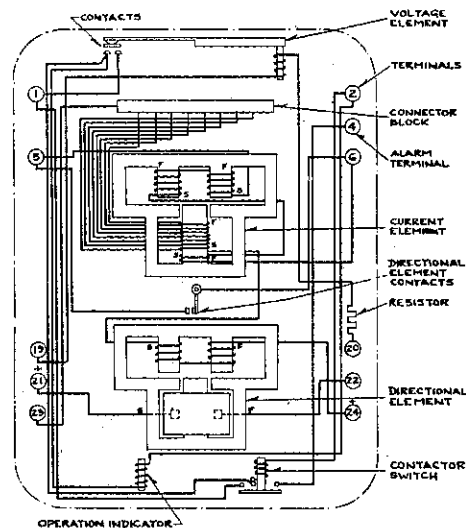 CONTACTS
VOLTAGE
ELEMENT
1
2
TERMINALS
CONNECTOR
BLOCK
4
ALARM
TERMINAL
5
6
F
F
S
S
CURRENT
ELEMENT
F
S
S
F
DIRECTIONAL
ELEMENT
CONTACTS
RESISTOR
19
20
S
F
21
22
23
24
DIRECTIONAL
ELEMENT
S
F
CONTACTOR
SWITCH
OPERATION INDICATOR